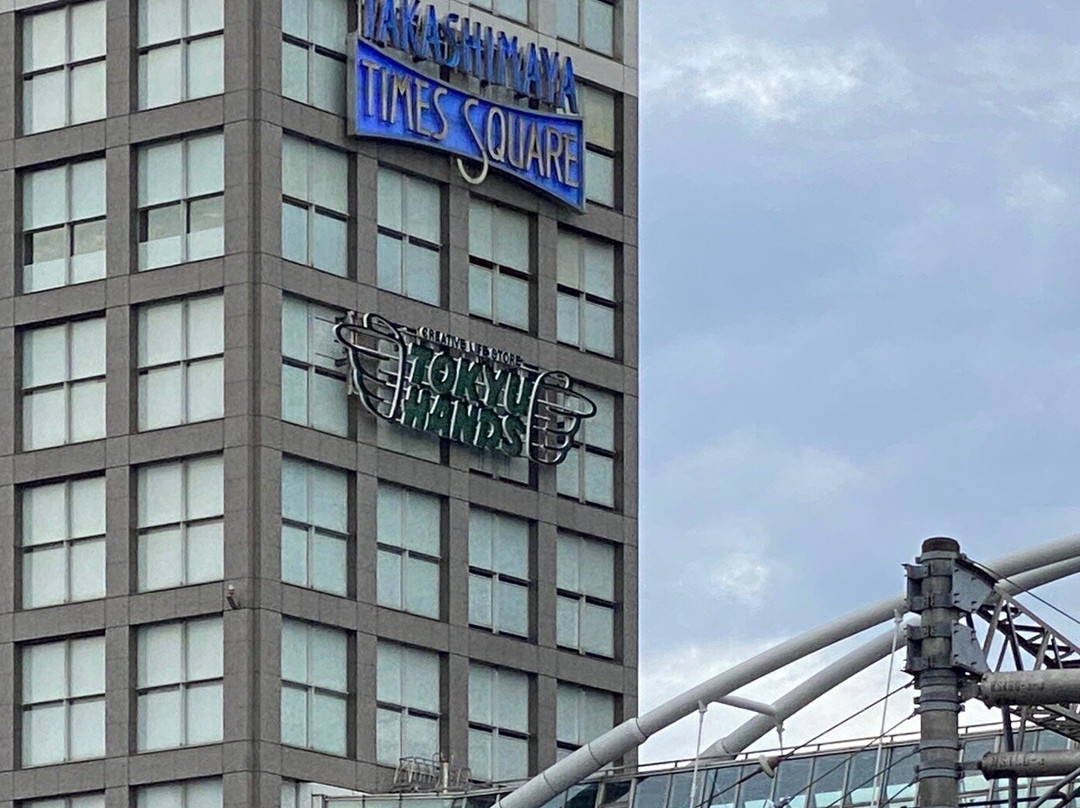 TAKASHIMAYA
TIMES SQUARE
CREATIVE LIFE STORE
TOKYU
HANDS